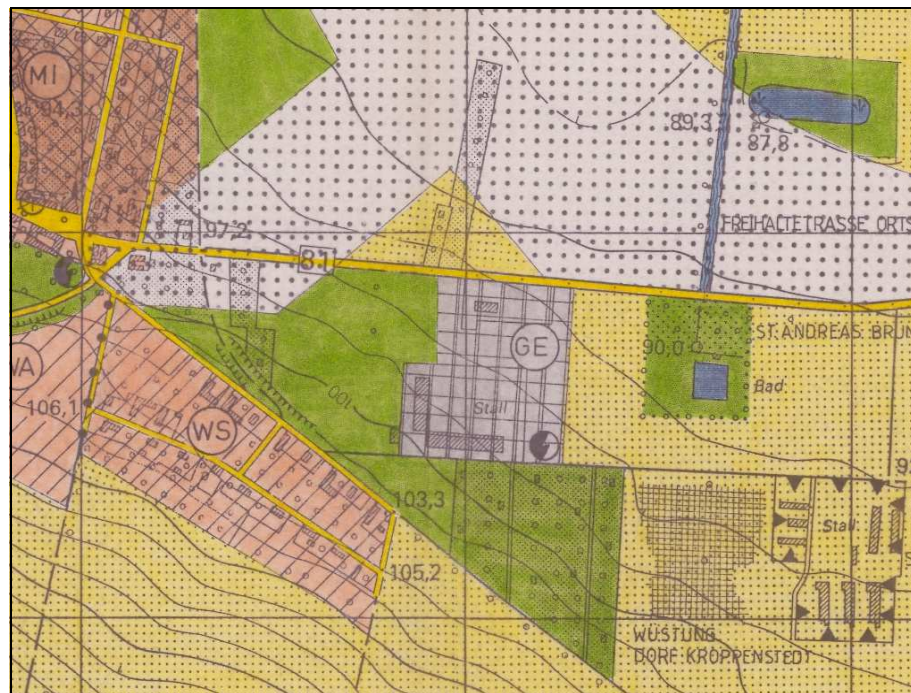 MI
94,3
89,3
87,8
97,2
FREIHALTETRASSE ORTS
81
ST. ANDREAS BRUN
WA
GE
90,0
Bad
100
106,1
WS
Stall
103,3
Stall
105,2
WÜSTUNG
DORF KROPPENSTEDT